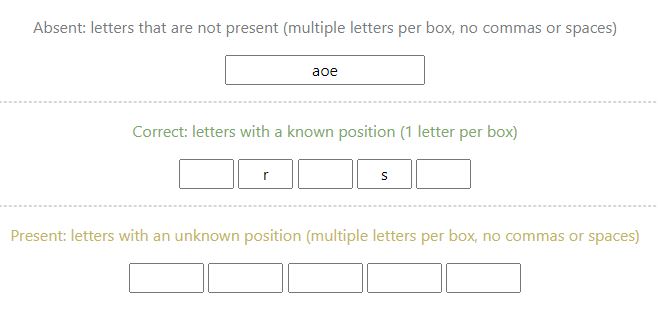 Absent: letters that are not present (multiple letters per box, no commas or spaces)
aoe
Correct: letters with a known position (1 letter per box)
r s
Present: letters with an unknown position (multiple letters per box, no commas or spaces)